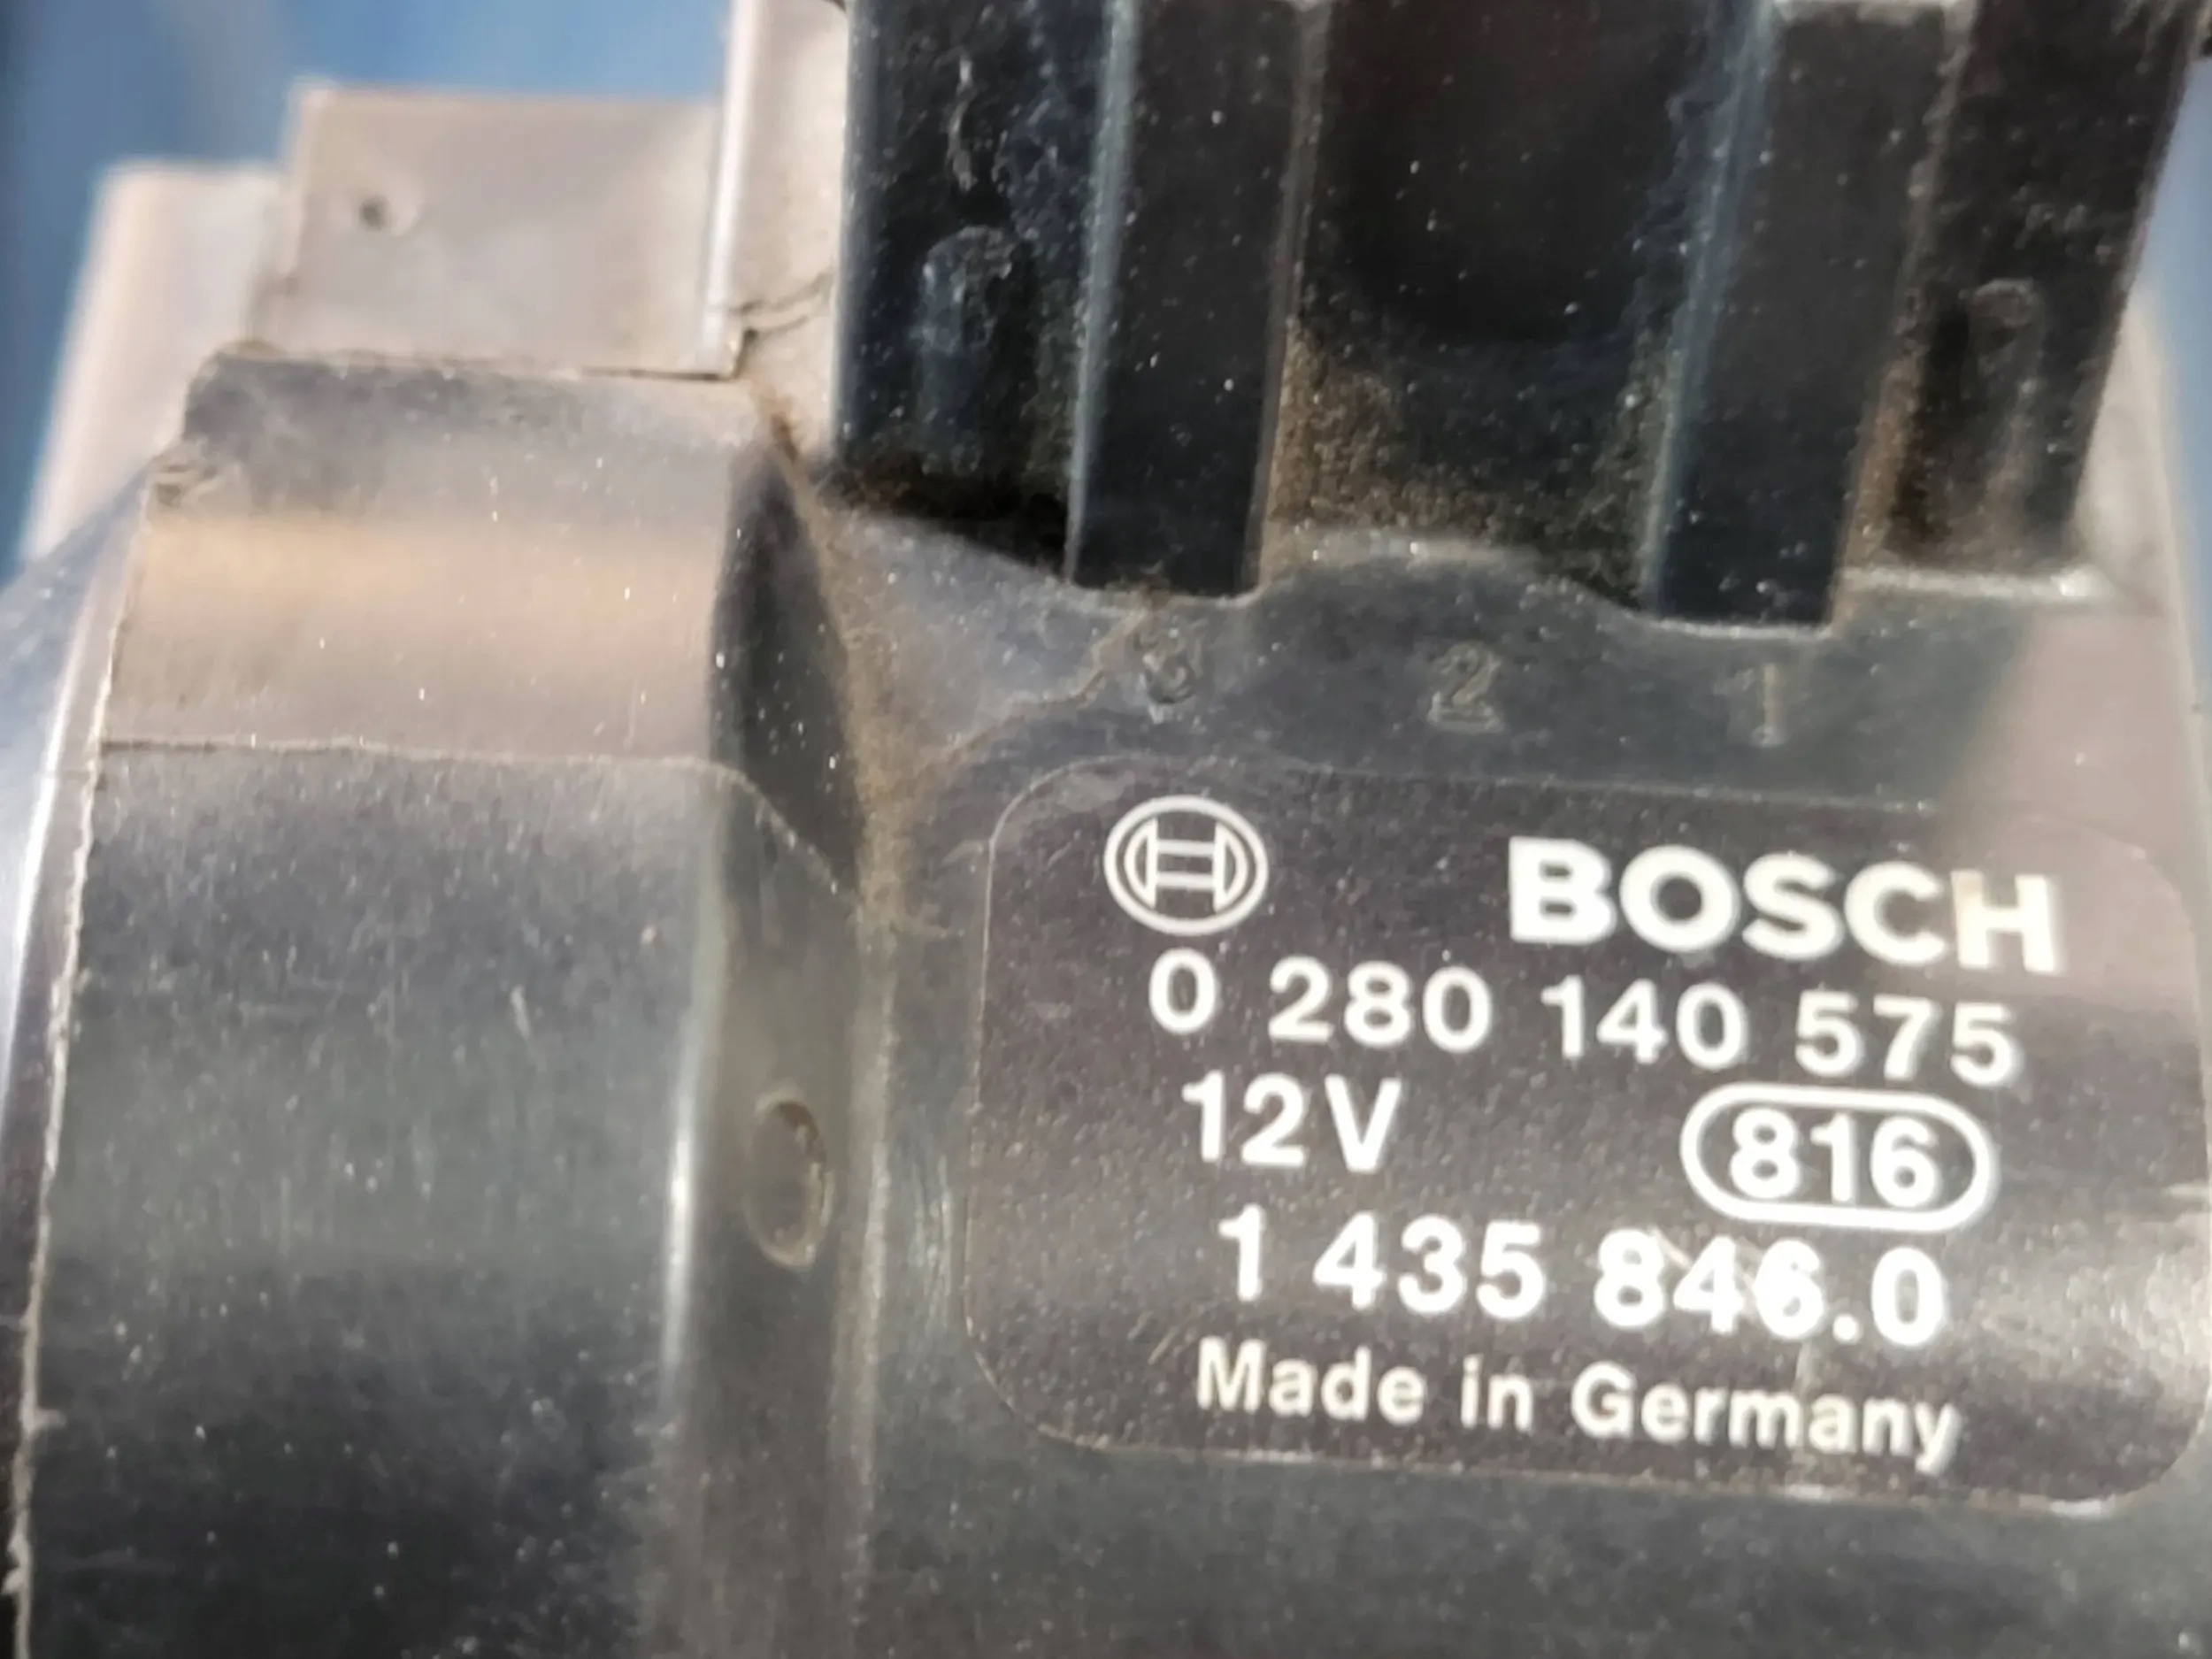 3 2 1
BOSCH
0 280 140 575
12V 816
1 435 846.0
Made in Germany